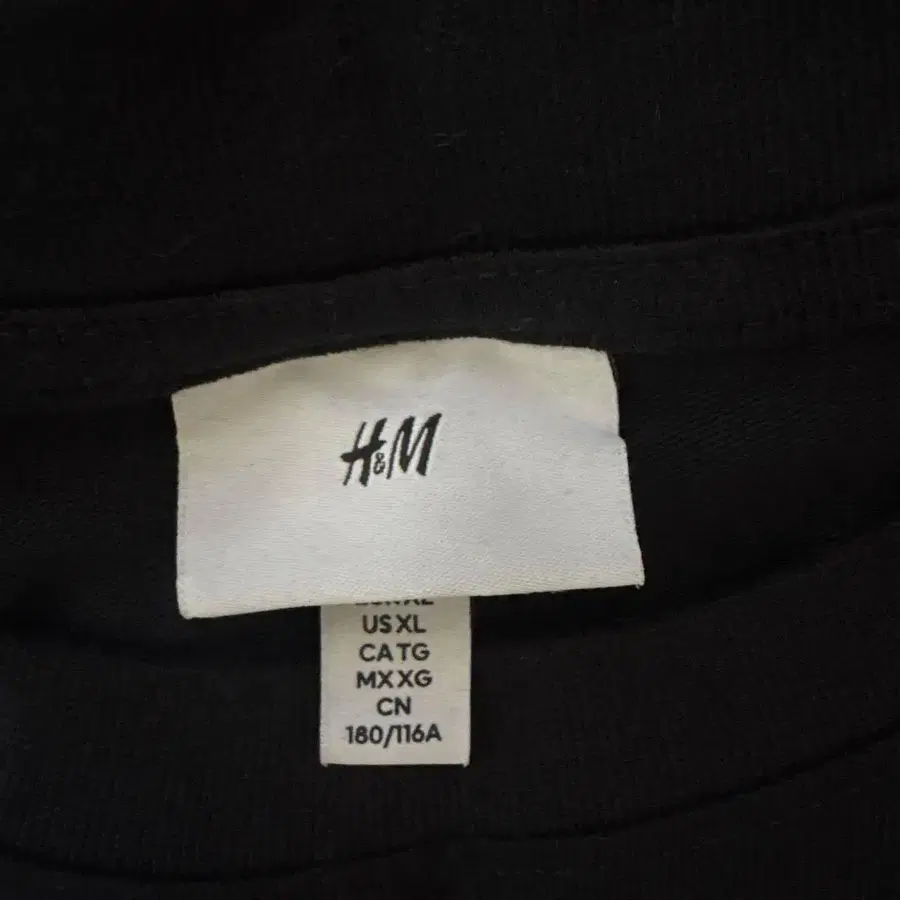 H&M
US XL
CA TG
MX XG
CN
180/116A